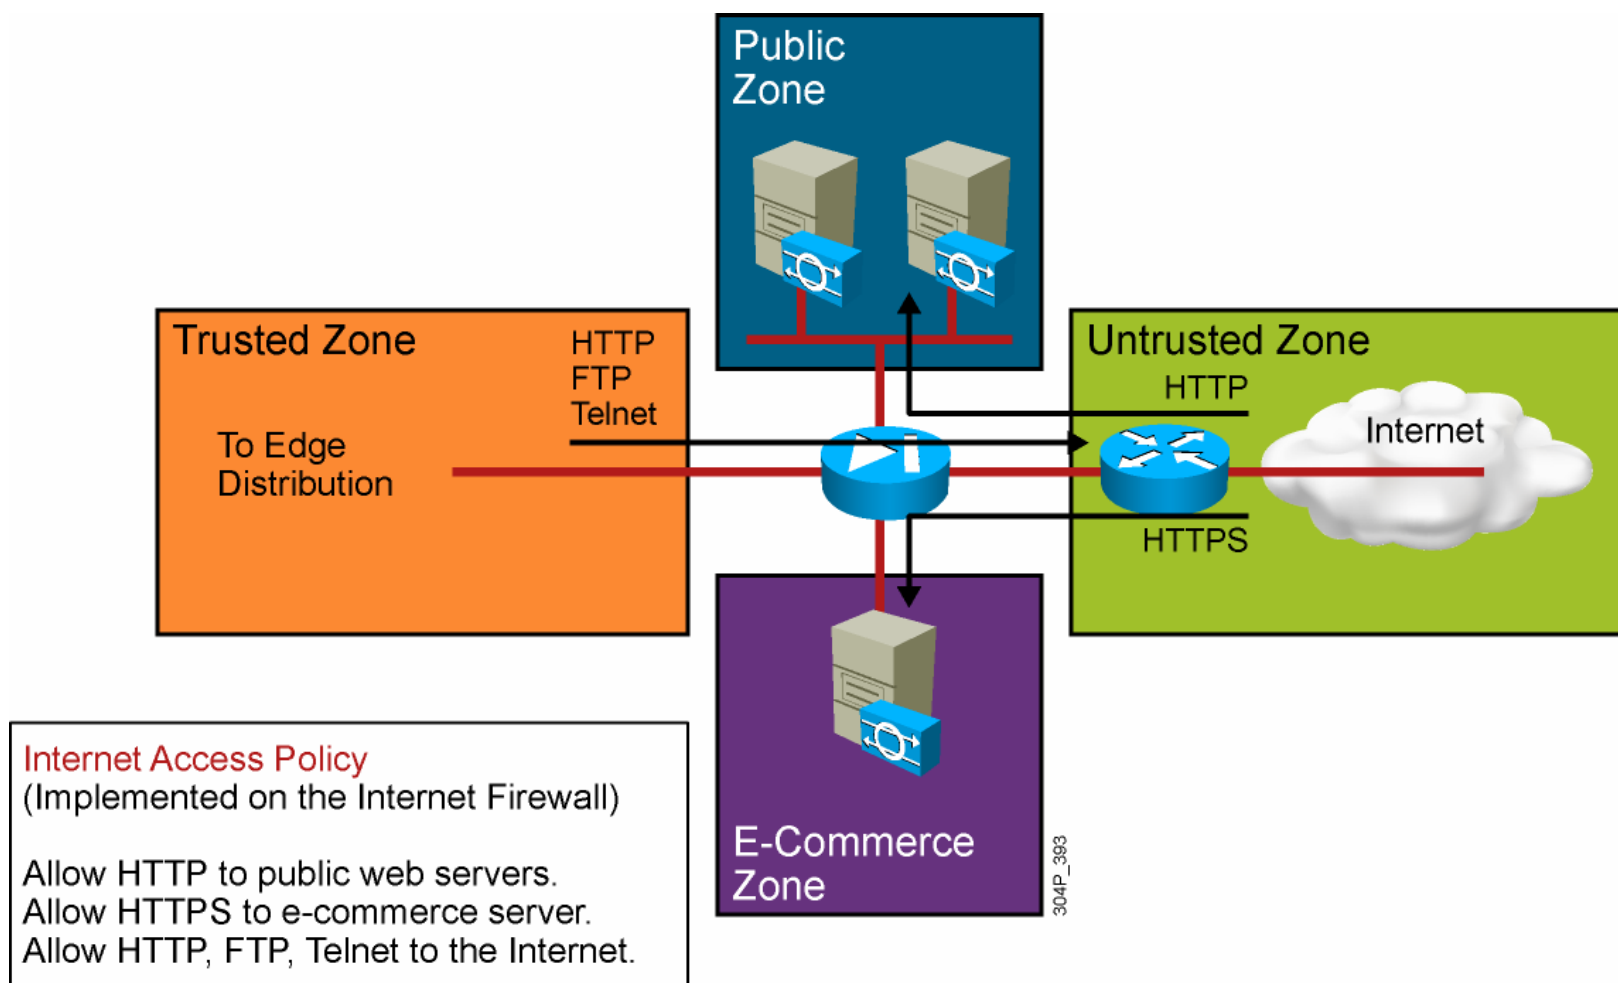 Public
Zone
Trusted Zone
HTTP
FTP
Telnet
To Edge
Distribution
Untrusted Zone
HTTP
Internet
HTTPS
E-Commerce
Zone
304P_393
Internet Access Policy
(Implemented on the Internet Firewall)
Allow HTTP to public web servers.
Allow HTTPS to e-commerce server.
Allow HTTP, FTP, Telnet to the Internet.